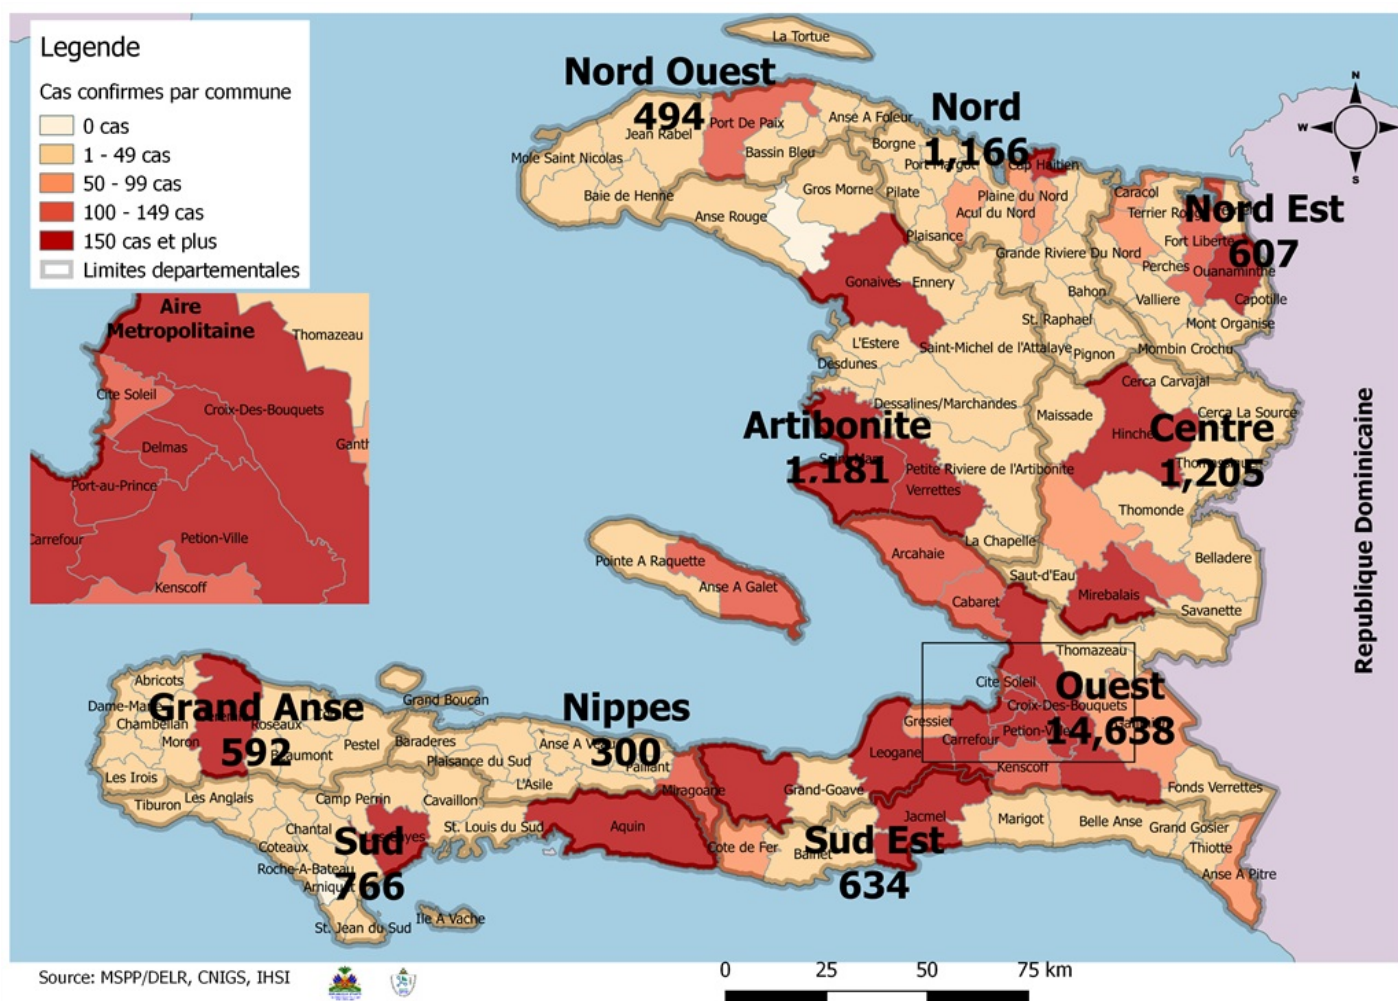 Legende
Cas confirmes par commune
0 cas
1 - 49 cas
50 - 99 cas
100 - 149 cas
150 cas et plus
Limites departementales
Aire
Metropolitaine
Thomazeau
Cite Soleil
Croix-Des-Bouquets
Delmas
Port-au-Prince
Carrefour
Petion-Ville
Kenscoff
N
W
S
La Tortue
Nord Ouest
494
Jean Rabel
Port De Paix
Anse A Foleur
Mole Saint Nicolas
Bassin Bleu
Baie de Henne
Nord
1,166
Borgne
Port Margot
Cap Haitien
Gros Morne
Pilate
Plaine du Nord
Acul du Nord
Anse Rouge
Plaisance
Grande Riviere Du Nord
Caracol
Nord Est
607
Fort Liberte
Perches
Ouanaminthe
Valliere
Capotille
Mont Organise
Mombin Crochu
Gonaives
Ennery
Bahon
St. Raphael
Pignon
L'Estere
Saint-Michel de l'Attalaye
Desdunes
Cerca Carvajal
Dessalines/Marchandes
Maissade
Cerca La Source
Artibonite
1,181
Hinche
Centre
1,205
Petite Riviere de l'Artibonite
Verrettes
Thomonde
La Chapelle
Belladere
Saut-d'Eau
Mirebalais
Savanette
Republique Dominicaine
Arcahaie
Cabaret
Pointe A Raquette
Anse A Galet
Thomazeau
Cite Soleil
Ouest
14,638
Croix-Des-Bouquets
Gressier
Carrefour
Petion-Ville
Leogane
Kenscoff
Fonds Verrettes
Grand-Goave
Abricots
Grand Anse
592
Chambellan
Roseaux
Moron
Beaumont
Pestel
Les Irois
Grand Boucan
Nippes
300
Baraderes
Plaisance du Sud
L'Asile
Miragoane
Tiburon
Les Anglais
Camp Perrin
Cavaillon
Chantal
Coteaux
Sud
766
St. Louis du Sud
Aquin
Roche-A-Bateau
Arniquet
St. Jean du Sud
Ile A Vache
Cote de Fer
Bainet
Sud Est
634
Jacmel
Marigot
Belle Anse
Grand Gosier
Thiotte
Anse A Pitre
Source: MSPP/DELR, CNIGS, IHSI
0 25 50 75 km